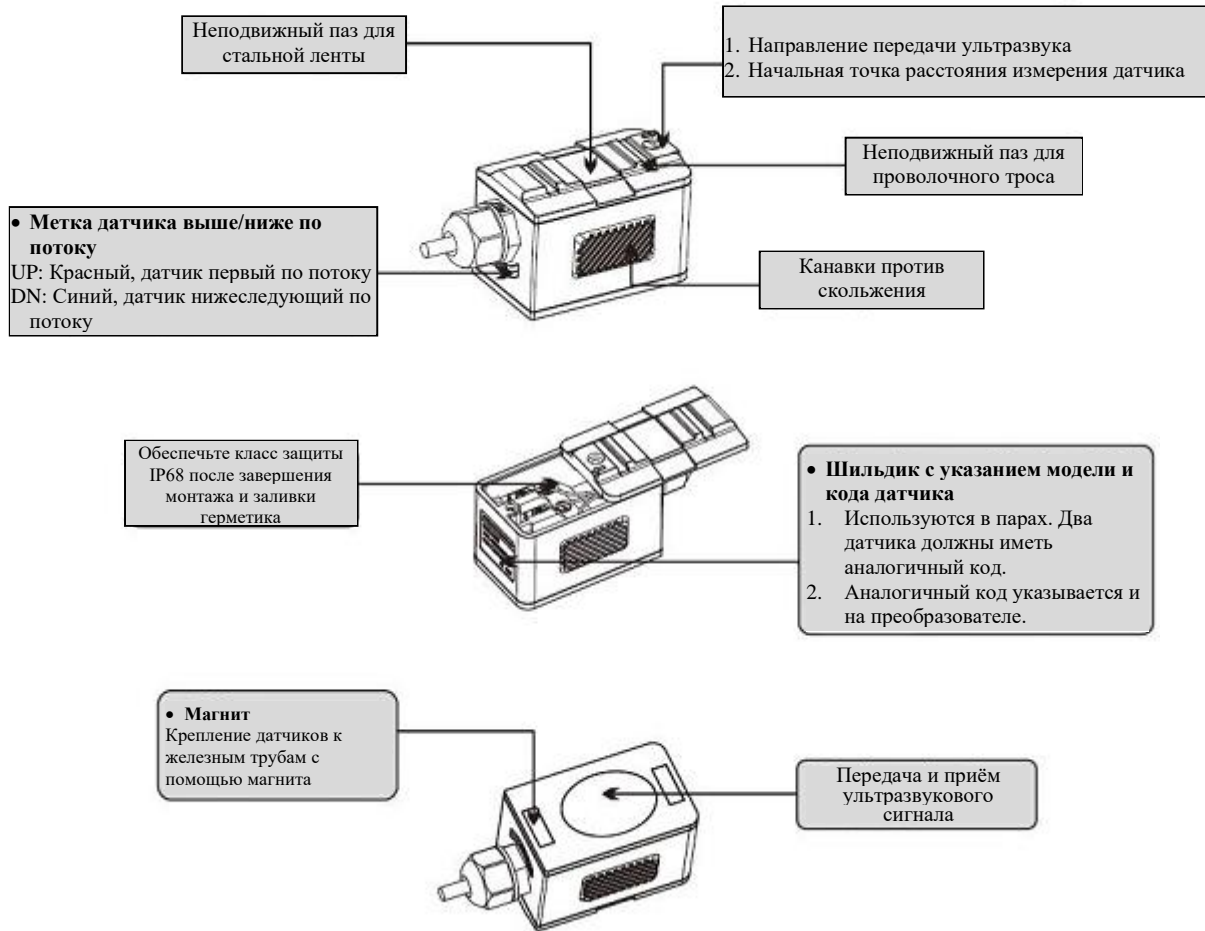 Неподвижный паз для
стальной ленты
1. Направление передачи ультразвука
2. Начальная точка расстояния измерения датчика
Неподвижный паз для
проволочного троса
• Метка датчика выше/ниже по
потоку
UP: Красный, датчик первый по потоку
DN: Синий, датчик нижеследующий по
потоку
Канавки против
скольжения
Обеспечьте класс защиты
IP68 после завершения
монтажа и заливки
герметика
• Шильдик с указанием модели и
кода датчика
1. Используются в парах. Два
датчика должны иметь
аналогичный код.
2. Аналогичный код указывается и
на преобразователе.
• Магнит
Крепление датчиков к
железным трубам с
помощью магнита
Передача и приём
ультразвукового
сигнала